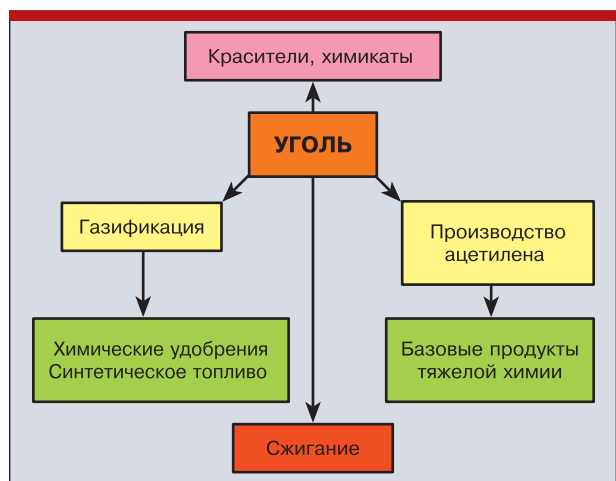 Красители, химикаты
УГОЛЬ
Газификация
Производство
ацетилена
Химические удобрения
Синтетическое топливо
Базовые продукты
тяжелой химии
Сжигание